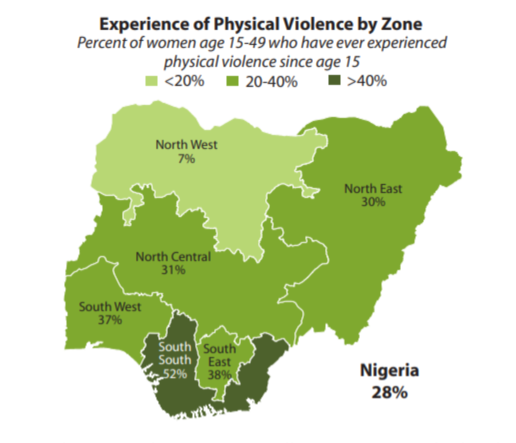 Experience of Physical Violence by Zone
Percent of women age 15-49 who have ever experienced
physical violence since age 15
<20% 20-40% >40%
North West
7%
North East
30%
North Central
31%
South West
37%
South
South
52%
South
East
38%
Nigeria
28%